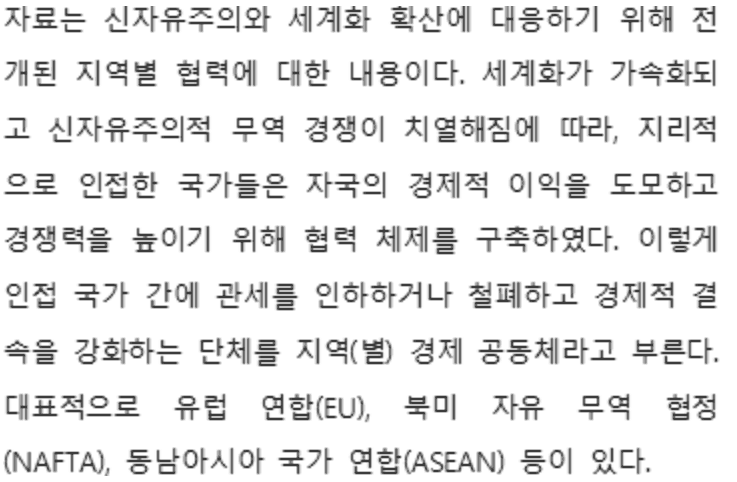 자료는 신자유주의와 세계화 확산에 대응하기 위해 전
개된 지역별 협력에 대한 내용이다. 세계화가 가속화되
고 신자유주의적 무역 경쟁이 치열해짐에 따라, 지리적
으로 인접한 국가들은 자국의 경제적 이익을 도모하고
경쟁력을 높이기 위해 협력 체제를 구축하였다. 이렇게
인접 국가 간에 관세를 인하하거나 철폐하고 경제적 결
속을 강화하는 단체를 지역(별) 경제 공동체라고 부른다.
대표적으로 유럽 연합(EU), 북미 자유 무역 협정
(NAFTA), 동남아시아 국가 연합(ASEAN) 등이 있다.